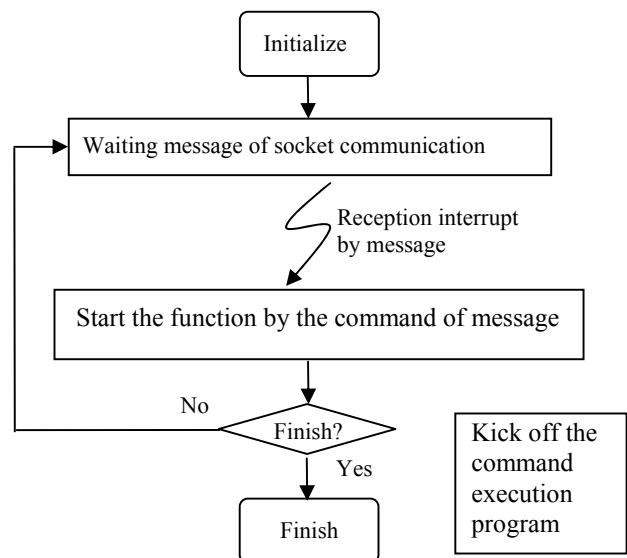 Initialize
Waiting message of socket communication
Reception interrupt
by message
Start the function by the command of message
No
Finish?
Yes
Finish
Kick off the
command
execution
program